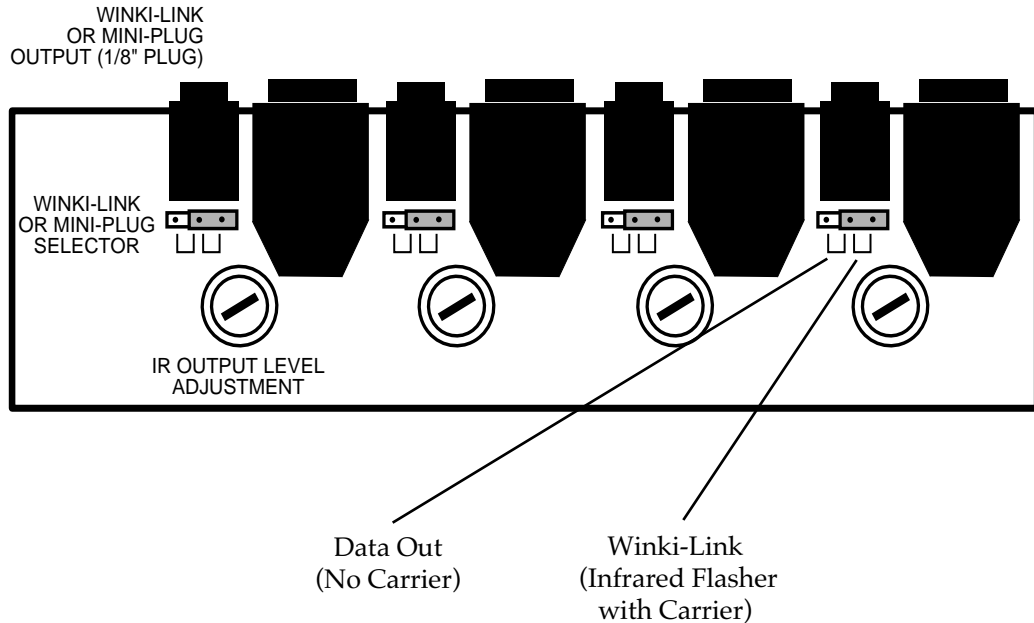 WINKI-LINK
OR MINI-PLUG
OUTPUT (1/8" PLUG)
WINKI-LINK
OR MINI-PLUG
SELECTOR
IR OUTPUT LEVEL
ADJUSTMENT
Data Out
(No Carrier)
Winki-Link
(Infrared Flasher
with Carrier)